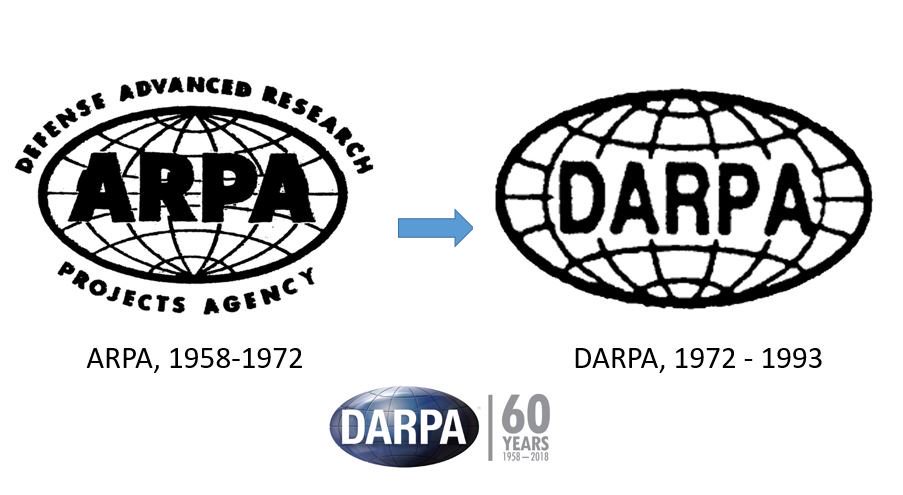 DEFENSE ADVANCED RESEARCH
ARPA
PROJECTS AGENCY
DARPA
ARPA, 1958-1972
DARPA, 1972 - 1993
DARPA
60
YEARS
1958–2018